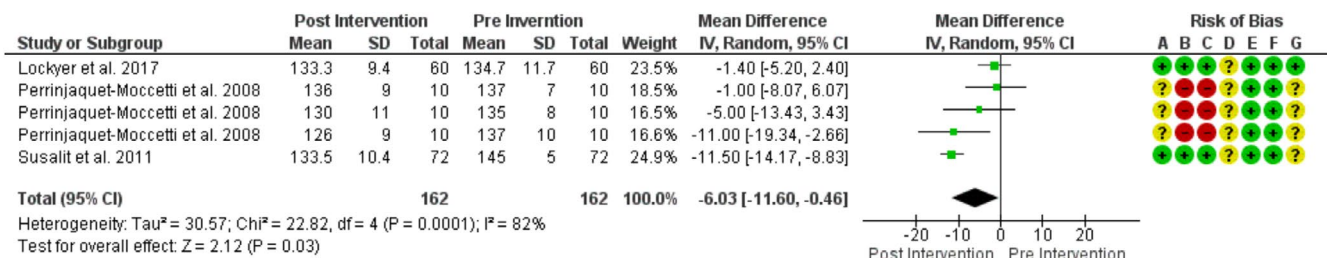 Post Intervention Pre Inverntion Mean Difference Mean Difference Risk of Bias
Study or Subgroup Mean SD Total Mean SD Total Weight IV, Random, 95% CI IV, Random, 95% CI A B C D E F G
Lockyer et al. 2017 133.3 9.4 60 134.7 11.7 60 23.5% -1.40 [-5.20, 2.40] + + + ? + + +
Perrinjaquet-Moccetti et al. 2008 136 9 10 137 7 10 18.5% -1.00 [-8.07, 6.07] ? - - ? + + ?
Perrinjaquet-Moccetti et al. 2008 130 11 10 135 8 10 16.5% -5.00 [-13.43, 3.43] ? - - ? + + ?
Perrinjaquet-Moccetti et al. 2008 126 9 10 137 10 10 16.6% -11.00 [-19.34, -2.66] ? - - ? + + ?
Susalit et al. 2011 133.5 10.4 72 145 5 72 24.9% -11.50 [-14.17, -8.83] + + + ? + + ?
Total (95% CI) 162 162 100.0% -6.03 [-11.60, -0.46]
Heterogeneity: Tau² = 30.57; Chi² = 22.82, df = 4 (P = 0.0001); I² = 82%
Test for overall effect: Z = 2.12 (P = 0.03)
-20 -10 0 10 20
Post Intervention Pre Intervention